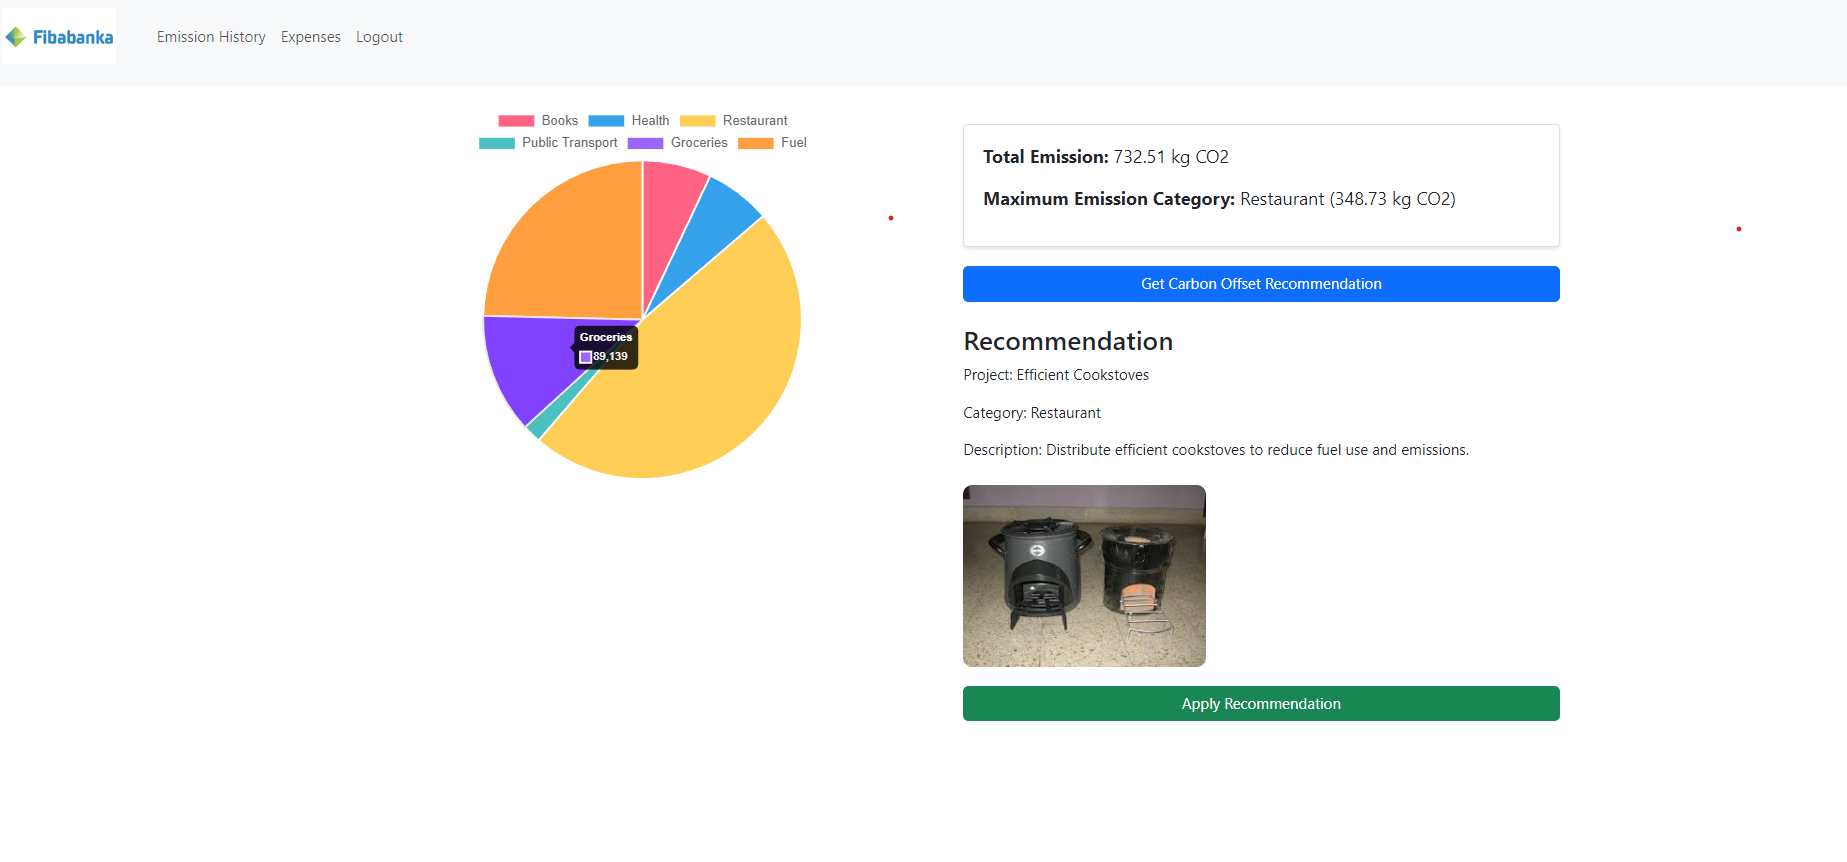 Fibabanka
Emission History Expenses Logout
Books Health Restaurant
Public Transport Groceries Fuel
Groceries
89,139
Total Emission: 732.51 kg CO2
Maximum Emission Category: Restaurant (348.73 kg CO2)
Get Carbon Offset Recommendation
Recommendation
Project: Efficient Cookstoves
Category: Restaurant
Description: Distribute efficient cookstoves to reduce fuel use and emissions.
Apply Recommendation